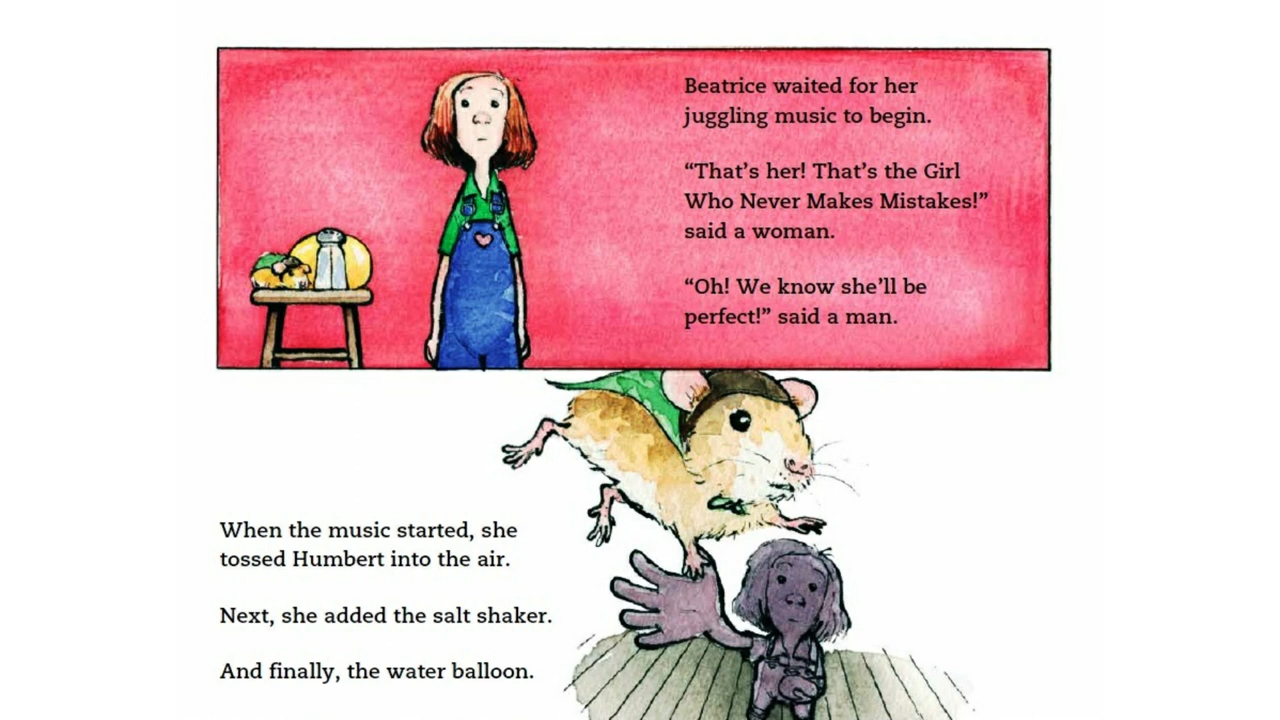 Beatrice waited for her
juggling music to begin.
“That’s her! That’s the Girl
Who Never Makes Mistakes!”
said a woman.
“Oh! We know she’ll be
perfect!” said a man.
When the music started, she
tossed Humbert into the air.
Next, she added the salt shaker.
And finally, the water balloon.